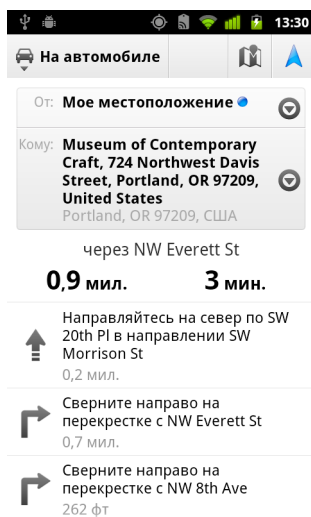 13:30
На автомобиле
От: Мое местоположение
Кому: Museum of Contemporary
Craft, 724 Northwest Davis
Street, Portland, OR 97209,
United States
Portland, OR 97209, США
через NW Everett St
0,9 мил. 3 мин.
Направляйтесь на север по SW
20th Pl в направлении SW
Morrison St
0,2 мил.
Сверните направо на
перекрестке с NW Everett St
0,7 мил.
Сверните направо на
перекрестке с NW 8th Ave
262 фт